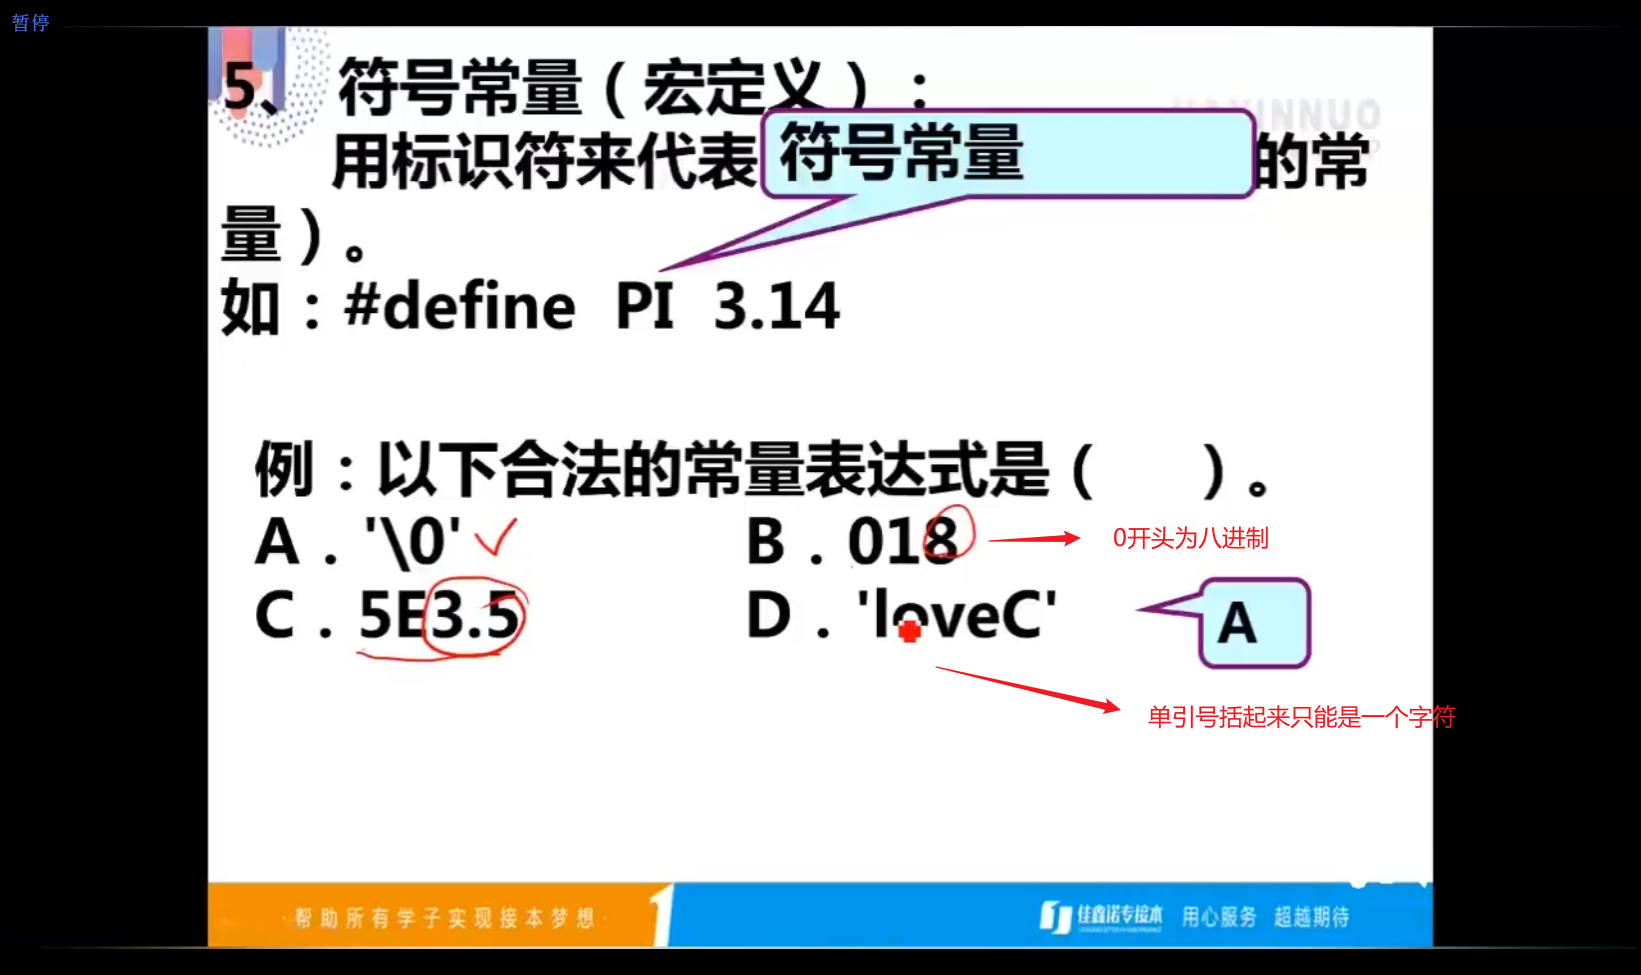 暂停
5、 符号常量（宏定义）：
用标识符来代表 符号常量 的常
量）。
如：#define PI 3.14
例：以下合法的常量表达式是（ ）。
A．'\0' B．018 0开头为八进制
C．5E3.5 D．'loveC' A
单引号括起来只能是一个字符
·帮助所有学子实现接本梦想· 佳鑫诺专接本 用心服务 超越期待